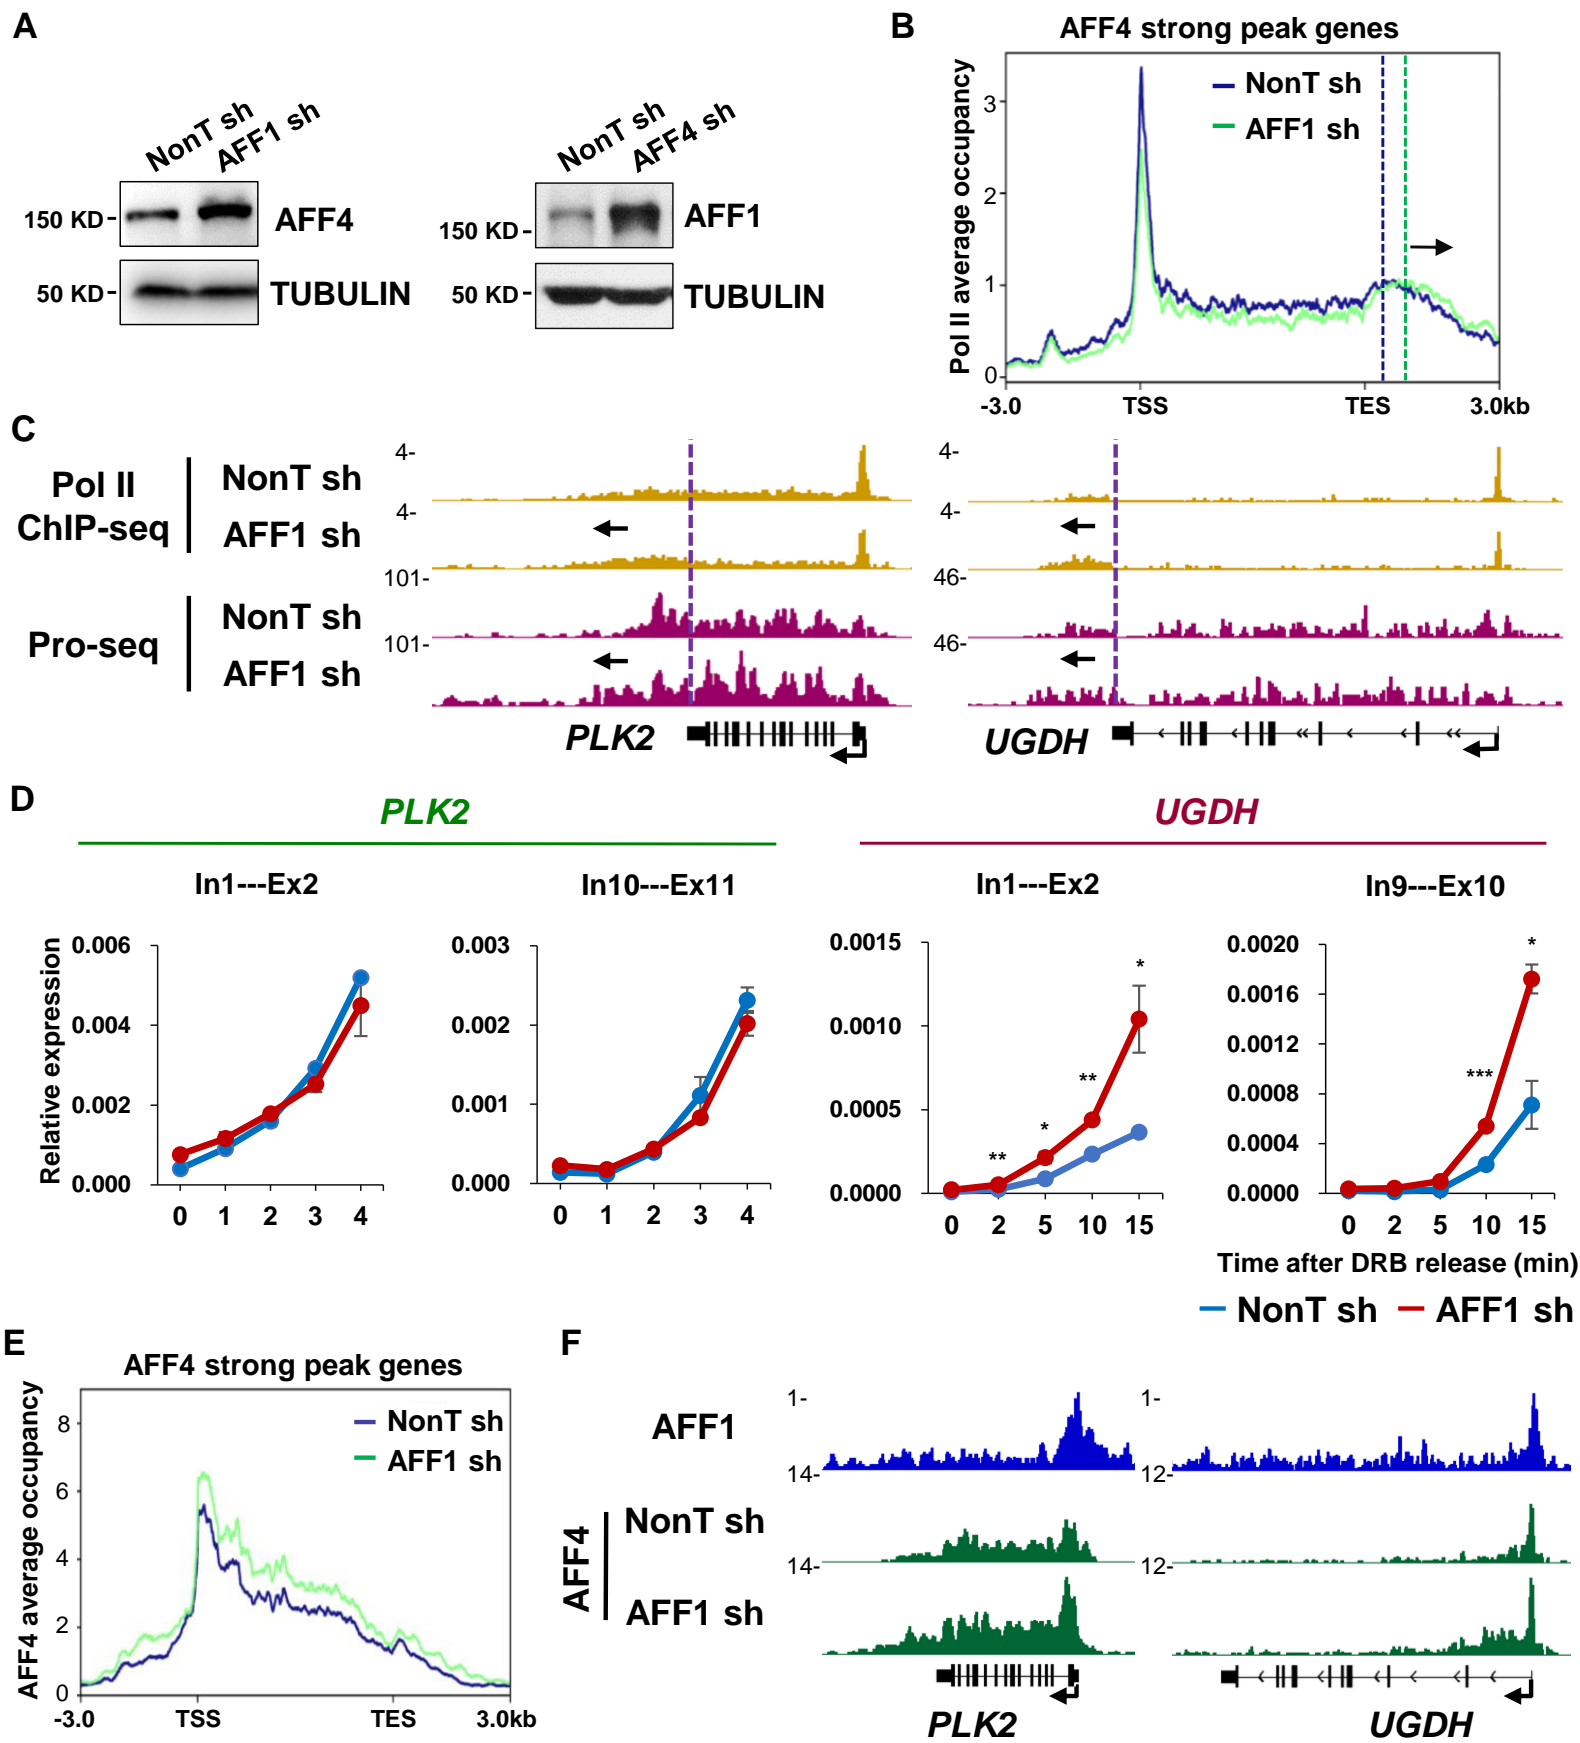 A
NonT sh
AFF1 sh
150 KD-
AFF4
50 KD-
TUBULIN
NonT sh
AFF4 sh
150 KD-
AFF1
50 KD-
TUBULIN
B
AFF4 strong peak genes
Pol II average occupancy
NonT sh
AFF1 sh
3
2
1
0
-3.0
TSS
TES
3.0kb
C
Pol II
ChIP-seq
NonT sh
AFF1 sh
Pro-seq
NonT sh
AFF1 sh
4-
4-
101-
101-
PLK2
4-
4-
46-
46-
UGDH
D
PLK2
UGDH
In1---Ex2
In10---Ex11
In1---Ex2
In9---Ex10
Relative expression
0.006
0.004
0.002
0.000
0 1 2 3 4
0.003
0.002
0.001
0.000
0 1 2 3 4
0.0015
0.0010
0.0005
0.0000
** * ** *
0 2 5 10 15
0.0020
0.0016
0.0012
0.0008
0.0004
0.0000
*** *
0 2 5 10 15
Time after DRB release (min)
NonT sh AFF1 sh
E
AFF4 strong peak genes
AFF4 average occupancy
NonT sh
AFF1 sh
8
6
4
2
0
-3.0
TSS
TES
3.0kb
F
AFF1
AFF4
NonT sh
AFF1 sh
1-
14-
14-
PLK2
1-
12-
12-
UGDH